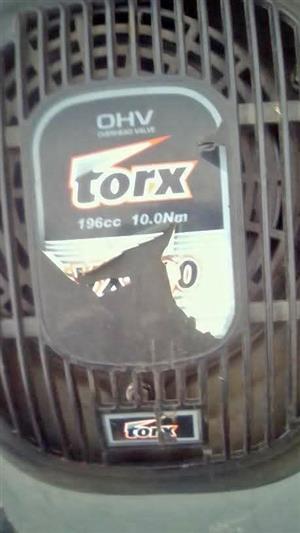 OHV
OVERHEAD VALVE
torx
196cc 10.0Nm
torx